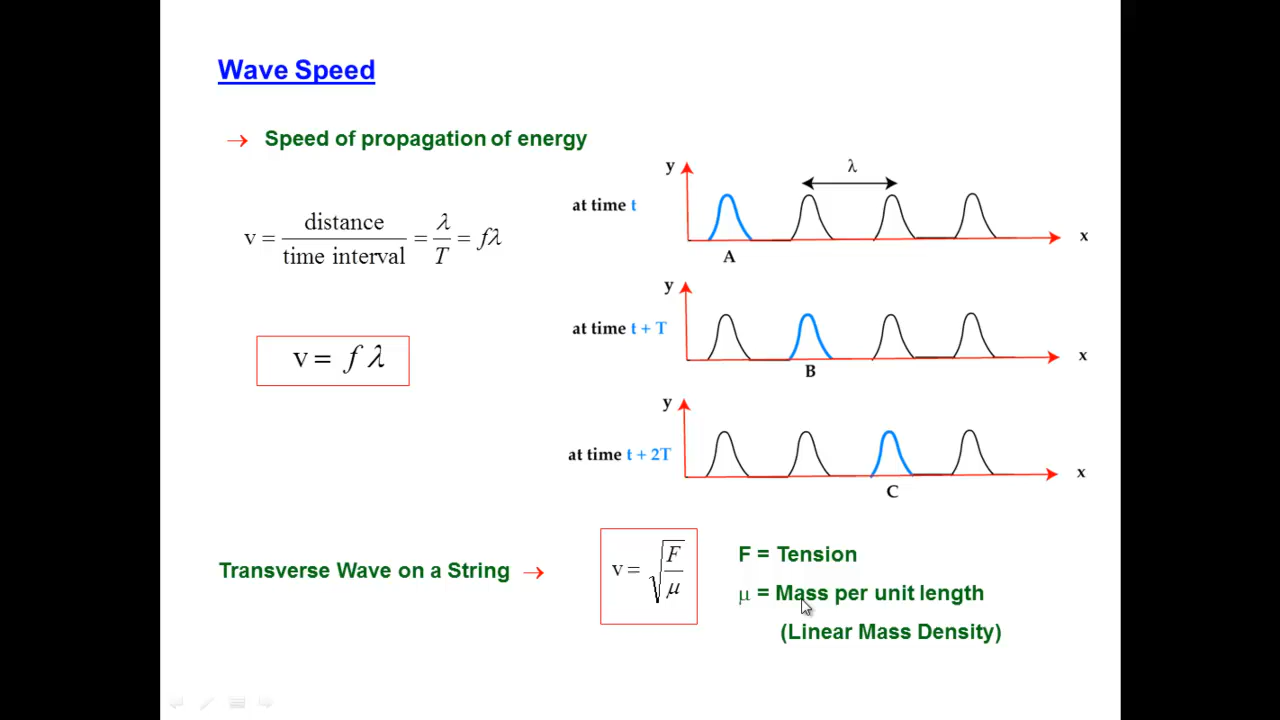 Wave Speed
→ Speed of propagation of energy
v = distance / time interval = λ / T = fλ
v = f λ
y
λ
at time t
x
A
y
at time t + T
x
B
y
at time t + 2T
x
C
Transverse Wave on a String →
v = √(F / μ)
F = Tension
μ = Mass per unit length
(Linear Mass Density)